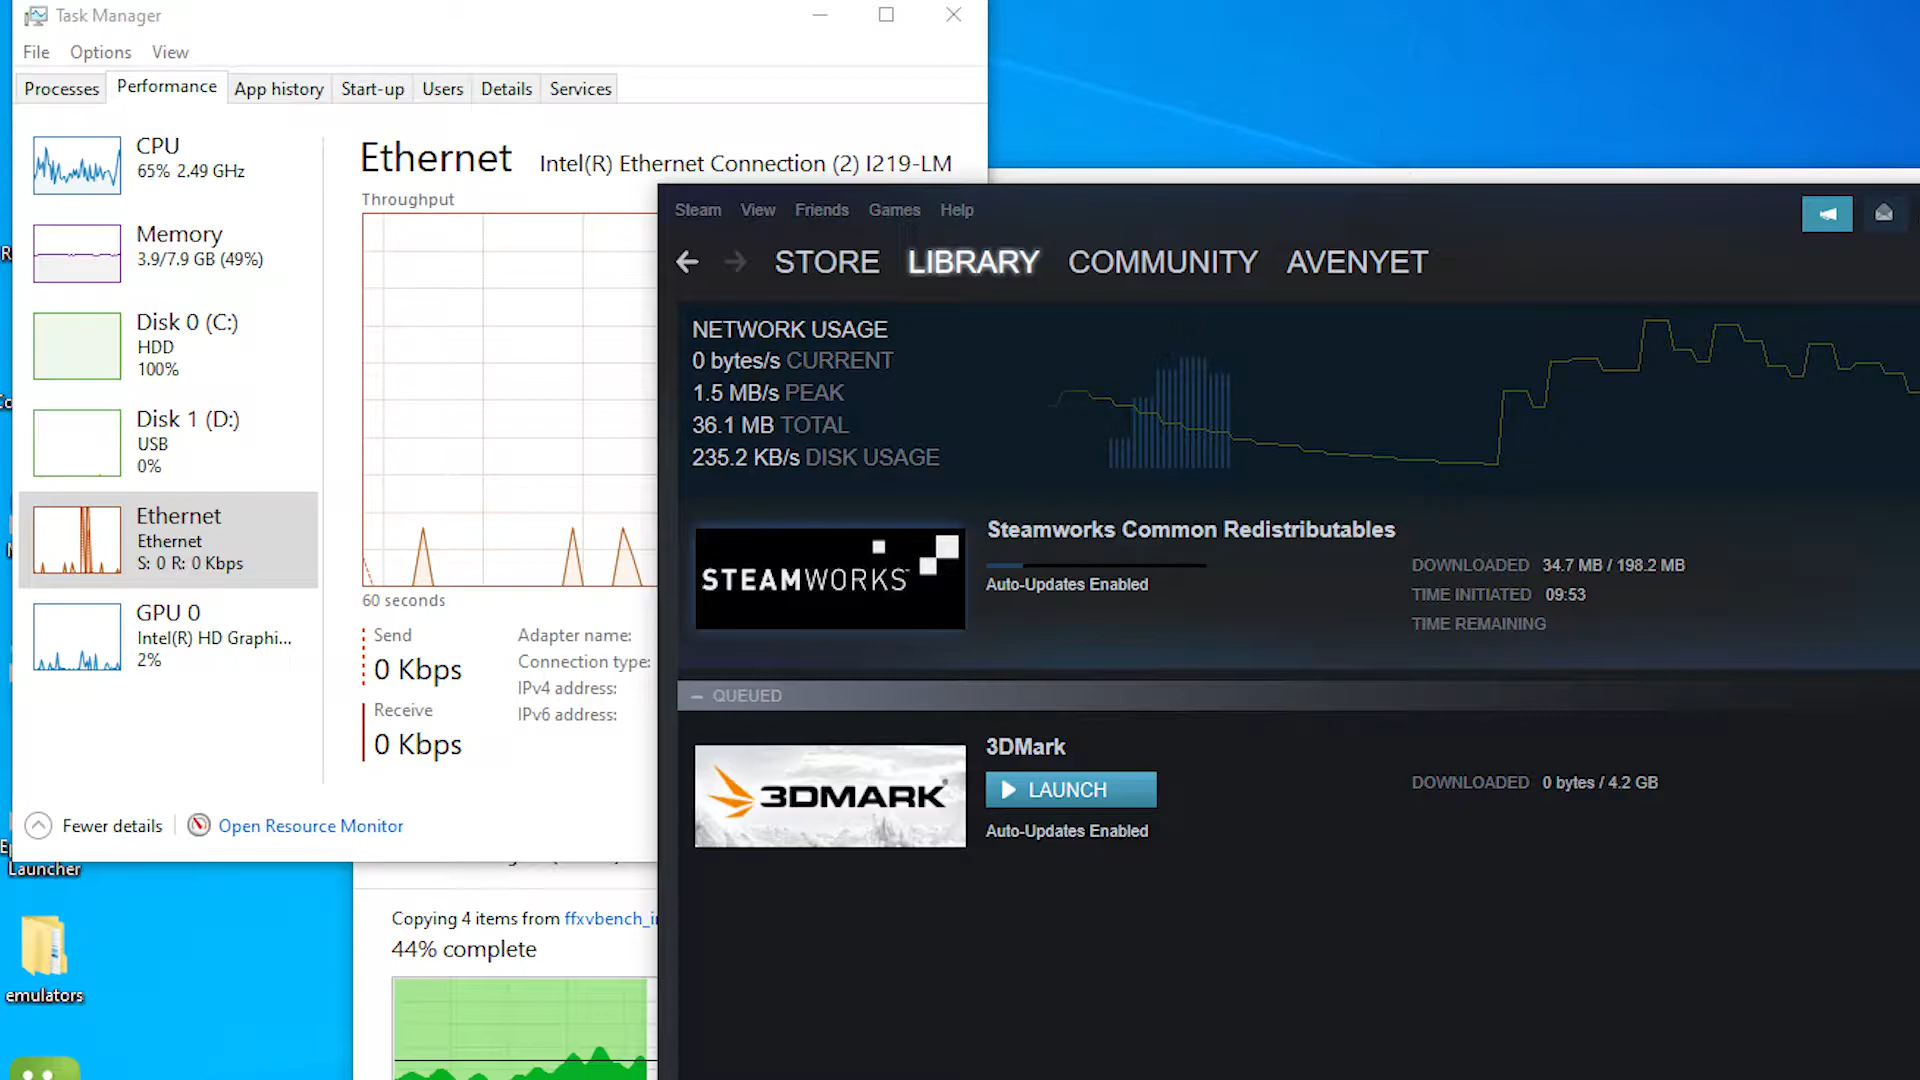 Task Manager
File Options View
Processes Performance App history Start-up Users Details Services
CPU
65% 2.49 GHz
Memory
3.9/7.9 GB (49%)
Disk 0 (C:)
HDD
100%
Disk 1 (D:)
USB
0%
Ethernet
Ethernet
S: 0 R: 0 Kbps
GPU 0
Intel(R) HD Graphi...
2%
Ethernet Intel(R) Ethernet Connection (2) I219-LM
Throughput
60 seconds
Send
0 Kbps
Receive
0 Kbps
Adapter name:
Connection type:
IPv4 address:
IPv6 address:
Fewer details Open Resource Monitor
Steam View Friends Games Help
STORE LIBRARY COMMUNITY AVENYET
NETWORK USAGE
0 bytes/s CURRENT
1.5 MB/s PEAK
36.1 MB TOTAL
235.2 KB/s DISK USAGE
STEAMWORKS
Steamworks Common Redistributables
Auto-Updates Enabled
DOWNLOADED 34.7 MB / 198.2 MB
TIME INITIATED 09:53
TIME REMAINING
QUEUED
3DMARK
3DMark
LAUNCH
Auto-Updates Enabled
DOWNLOADED 0 bytes / 4.2 GB
Launcher
emulators
Copying 4 items from ffxvbench_i
44% complete